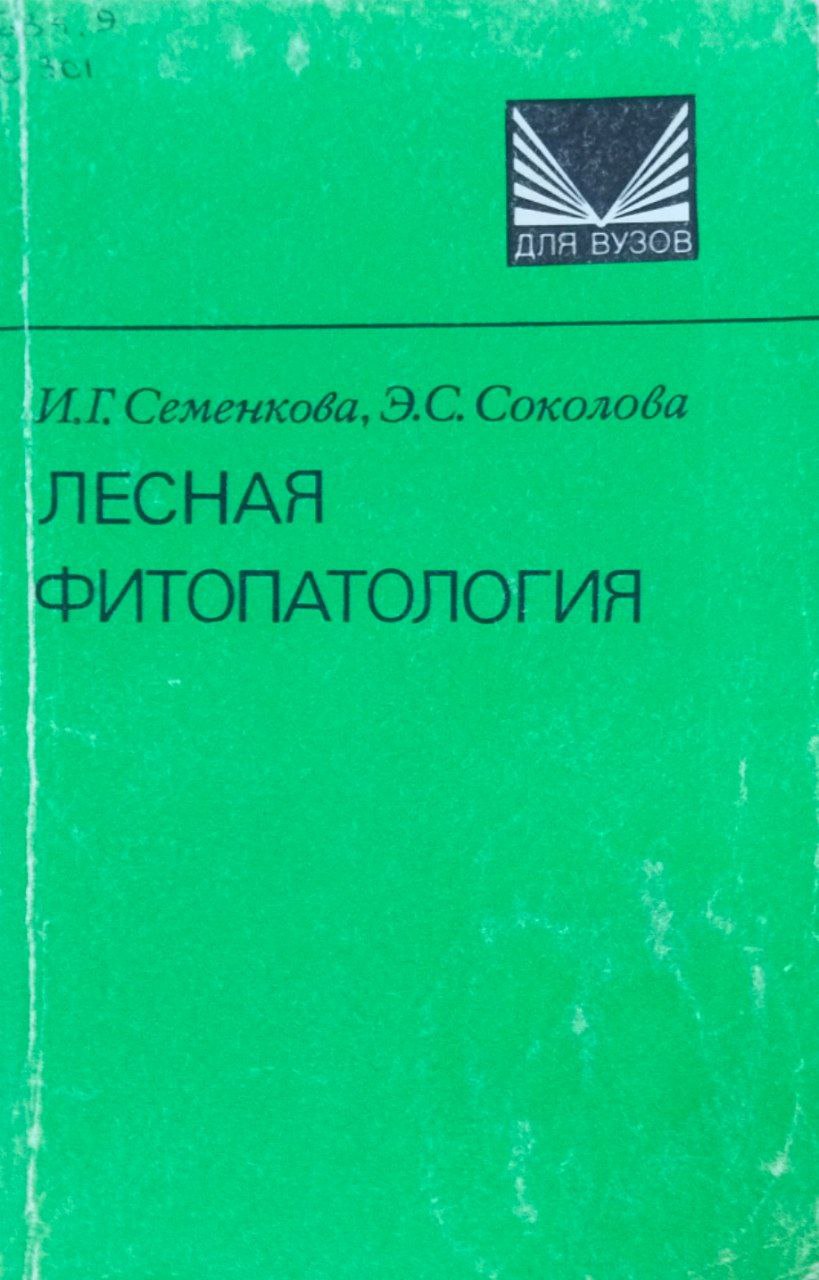 ДЛЯ ВУЗОВ
И.Г. Семенкова, Э.С. Соколова
ЛЕСНАЯ
ФИТОПАТОЛОГИЯ